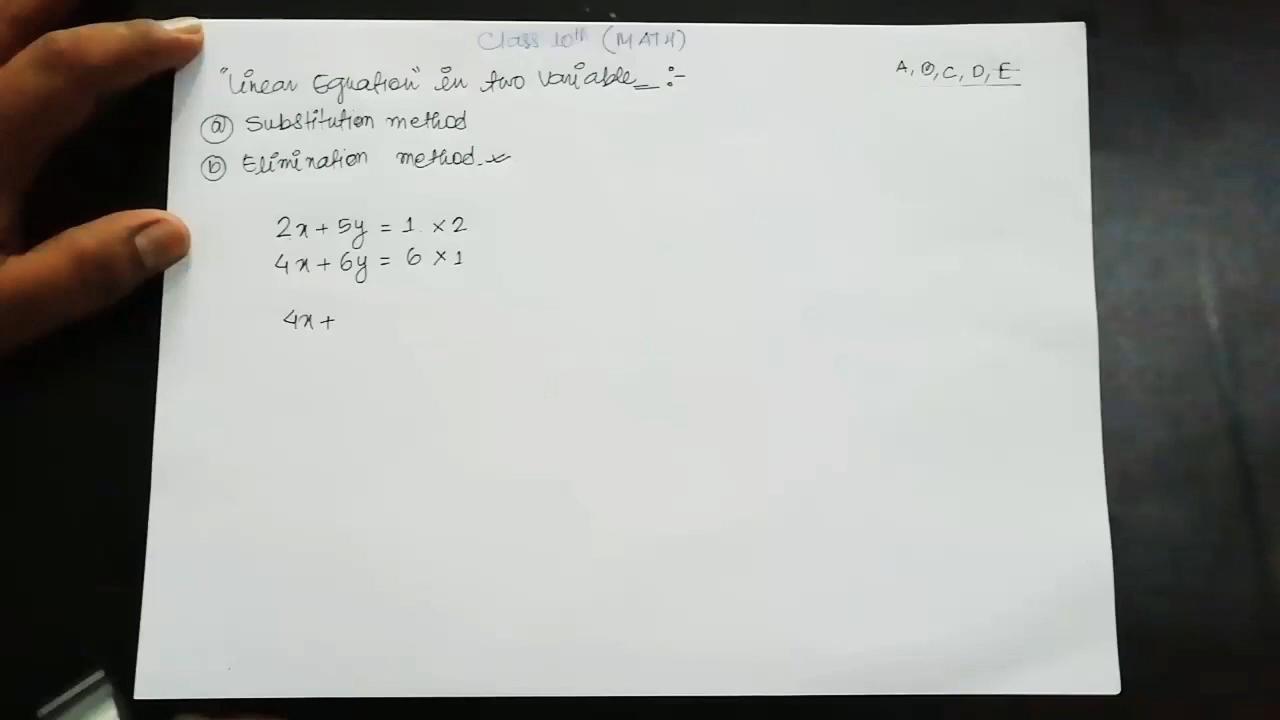 Class 10th (MATH)
A, B, C, D, E
"Linear Equation" in two Variable :-
(a) Substitution method
(b) Elimination method.
2x + 5y = 1 × 2
4x + 6y = 6 × 1
4x +